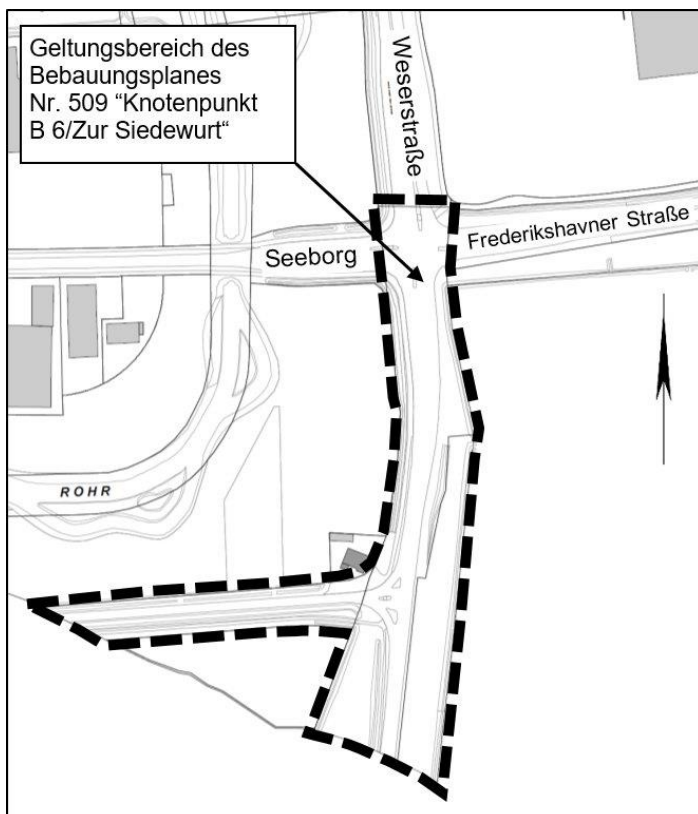 Geltungsbereich des
Bebauungsplanes
Nr. 509 “Knotenpunkt
B 6/Zur Siedewurt“
Weserstraße
Seeborg
Frederikshavner Straße
ROHR